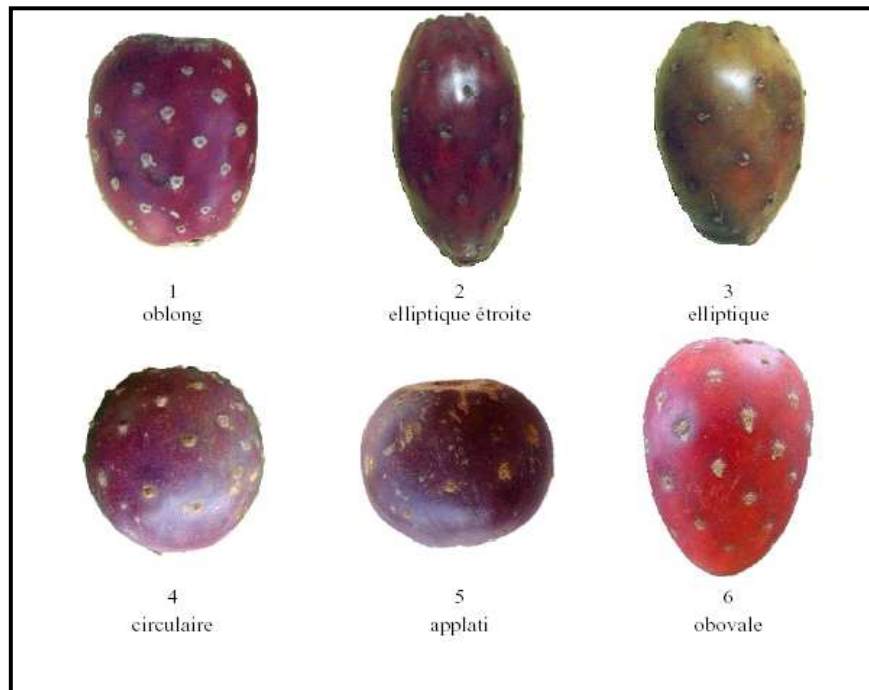 1 2 3
oblong elliptique étroite elliptique
4 5 6
circulaire applati obovale